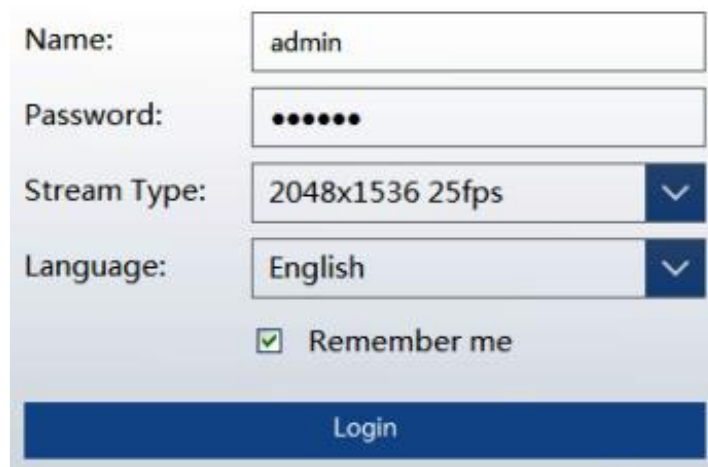 Name: admin
Password: ••••••
Stream Type: 2048x1536 25fps
Language: English
Remember me
Login